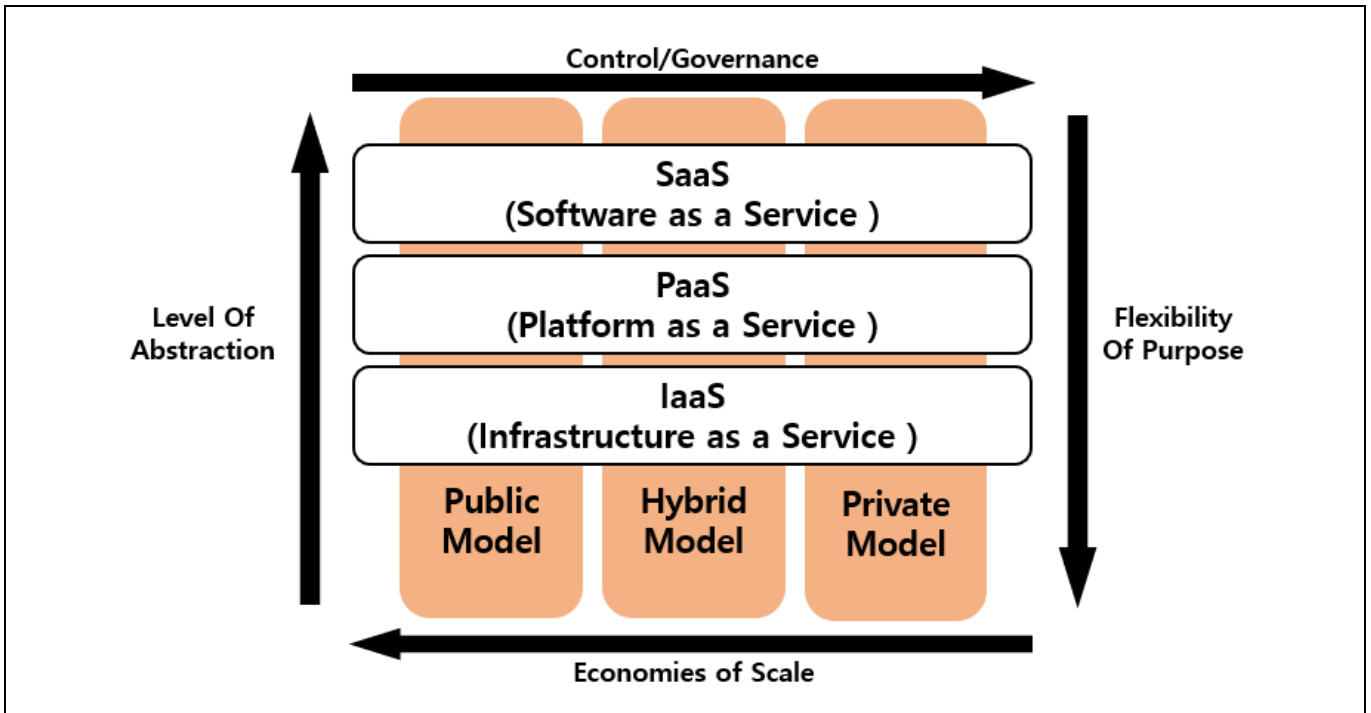 Control/Governance
SaaS
(Software as a Service )
PaaS
(Platform as a Service )
IaaS
(Infrastructure as a Service )
Level Of
Abstraction
Flexibility
Of Purpose
Public
Model
Hybrid
Model
Private
Model
Economies of Scale